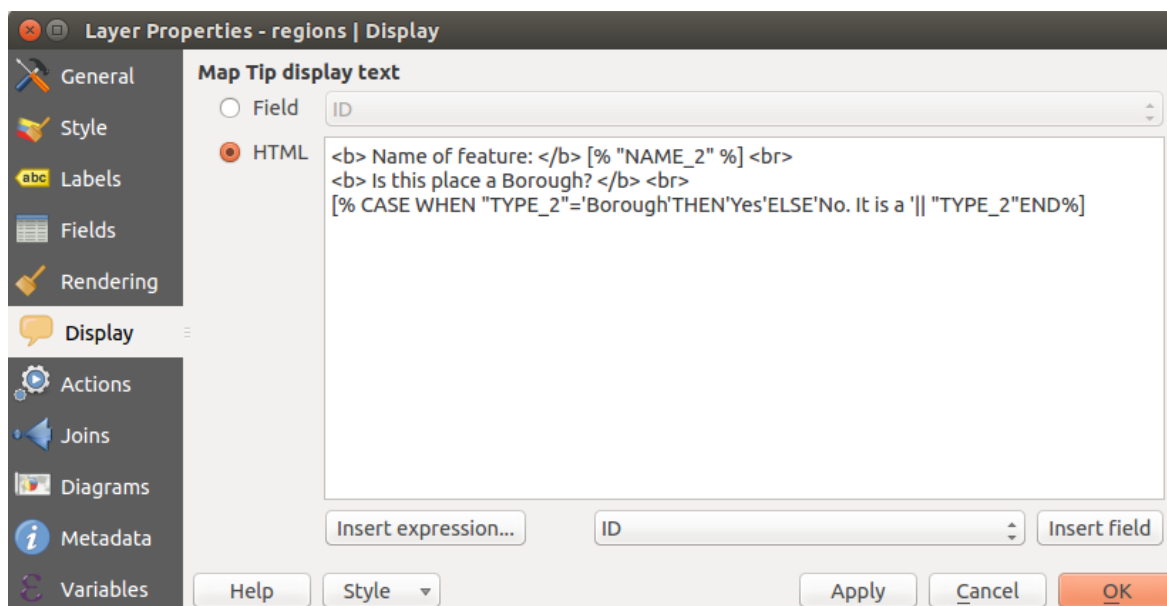 Layer Properties - regions | Display
General
Style
Labels
Fields
Rendering
Display
Actions
Joins
Diagrams
Metadata
Variables
Map Tip display text
Field
ID
HTML
<b> Name of feature: </b> [% "NAME_2" %] <br>
<b> Is this place a Borough? </b> <br>
[% CASE WHEN "TYPE_2"='Borough'THEN'Yes'ELSE'No. It is a '|| "TYPE_2"END%]
Insert expression...
ID
Insert field
Help
Style
Apply
Cancel
OK
abc